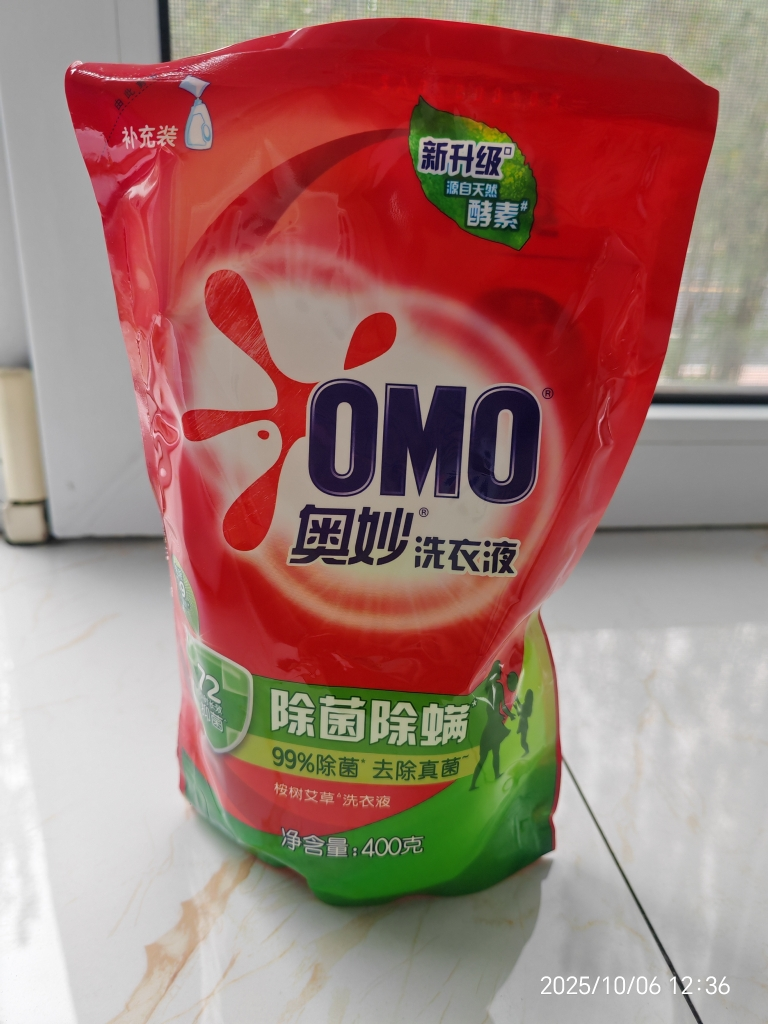 补充装
新升级
源自天然
酵素#
OMO®
奥妙®洗衣液
72
除菌除螨
99%除菌* 去除真菌~
桉树艾草^洗衣液
净含量:400克
2025/10/06 12:36